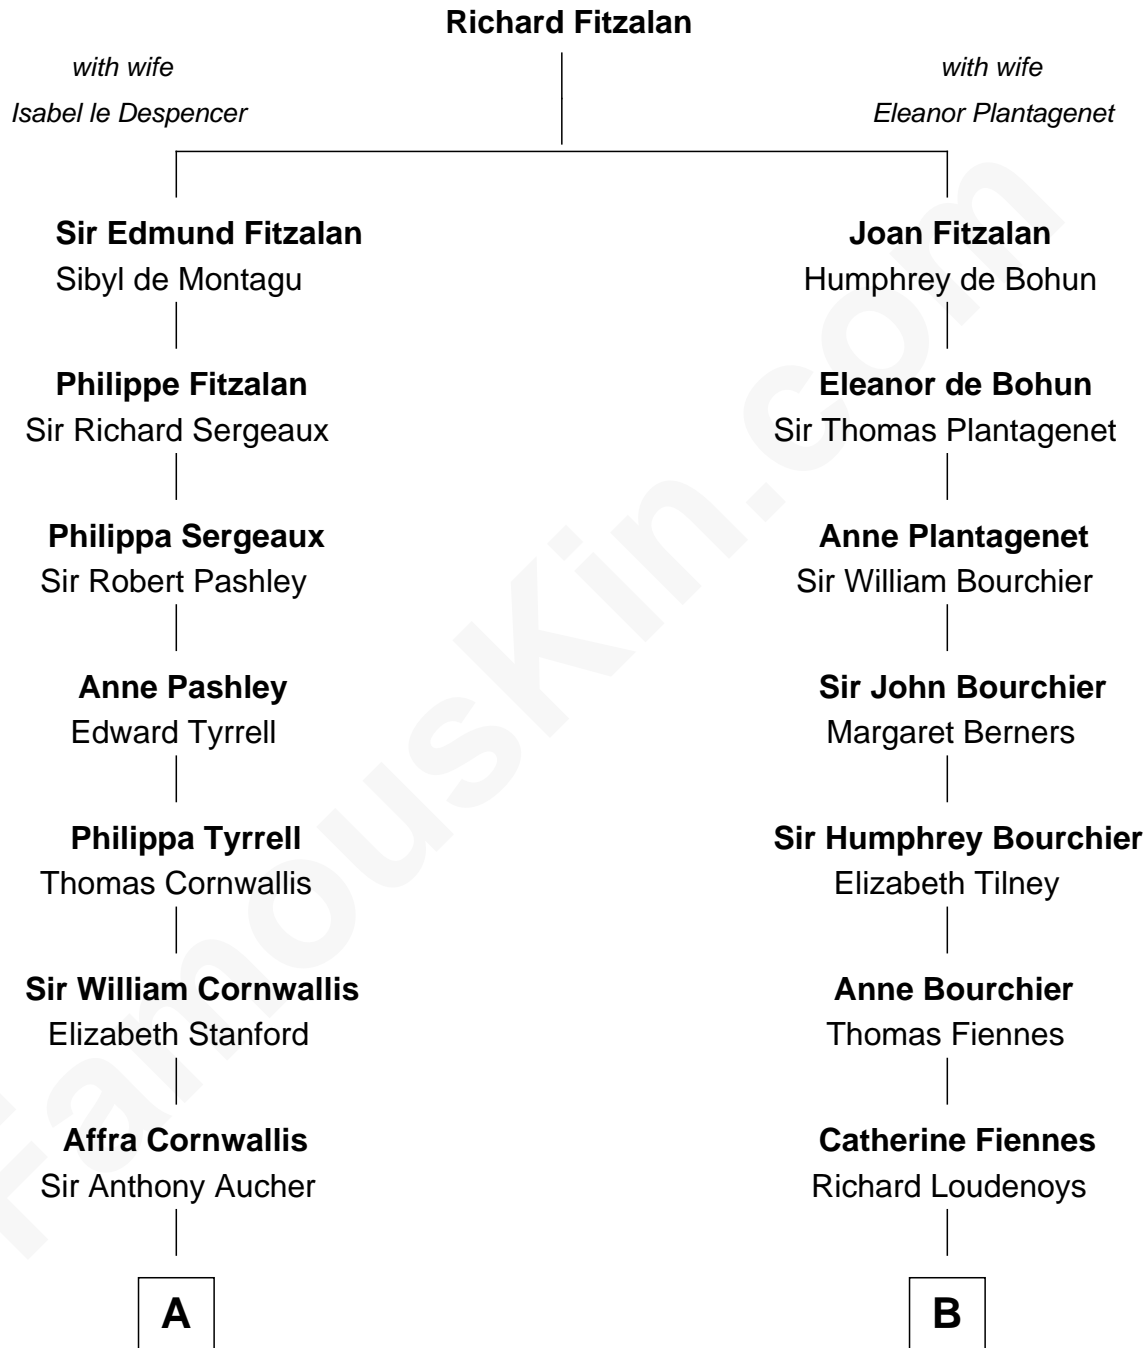 Richard Fitzalan
with wife
Isabel le Despencer
with wife
Eleanor Plantagenet
Sir Edmund Fitzalan
Sibyl de Montagu
Joan Fitzalan
Humphrey de Bohun
Philippe Fitzalan
Sir Richard Sergeaux
Eleanor de Bohun
Sir Thomas Plantagenet
Philippa Sergeaux
Sir Robert Pashley
Anne Plantagenet
Sir William Bourchier
Anne Pashley
Edward Tyrrell
Sir John Bourchier
Margaret Berners
Philippa Tyrrell
Thomas Cornwallis
Sir Humphrey Bourchier
Elizabeth Tilney
Sir William Cornwallis
Elizabeth Stanford
Anne Bourchier
Thomas Fiennes
Affra Cornwallis
Sir Anthony Aucher
Catherine Fiennes
Richard Loudenoys
A
B
FamousKin.com